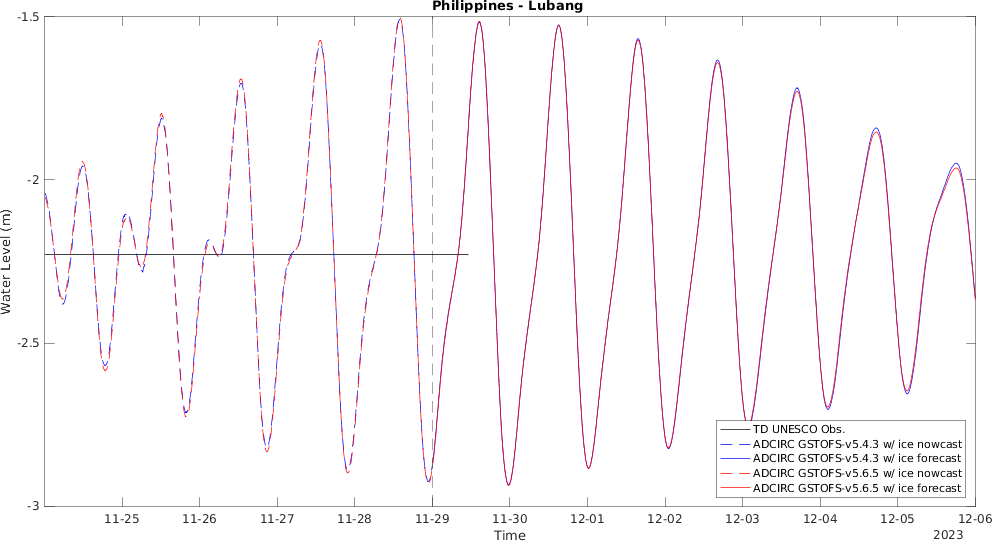 Philippines - Lubang
-1.5
-2
-2.5
-3
Water Level (m)
11-25
11-26
11-27
11-28
11-29
11-30
12-01
12-02
12-03
12-04
12-05
12-06
Time
2023
TD UNESCO Obs.
ADCIRC GSTOFS-v5.4.3 w/ ice nowcast
ADCIRC GSTOFS-v5.4.3 w/ ice forecast
ADCIRC GSTOFS-v5.6.5 w/ ice nowcast
ADCIRC GSTOFS-v5.6.5 w/ ice forecast